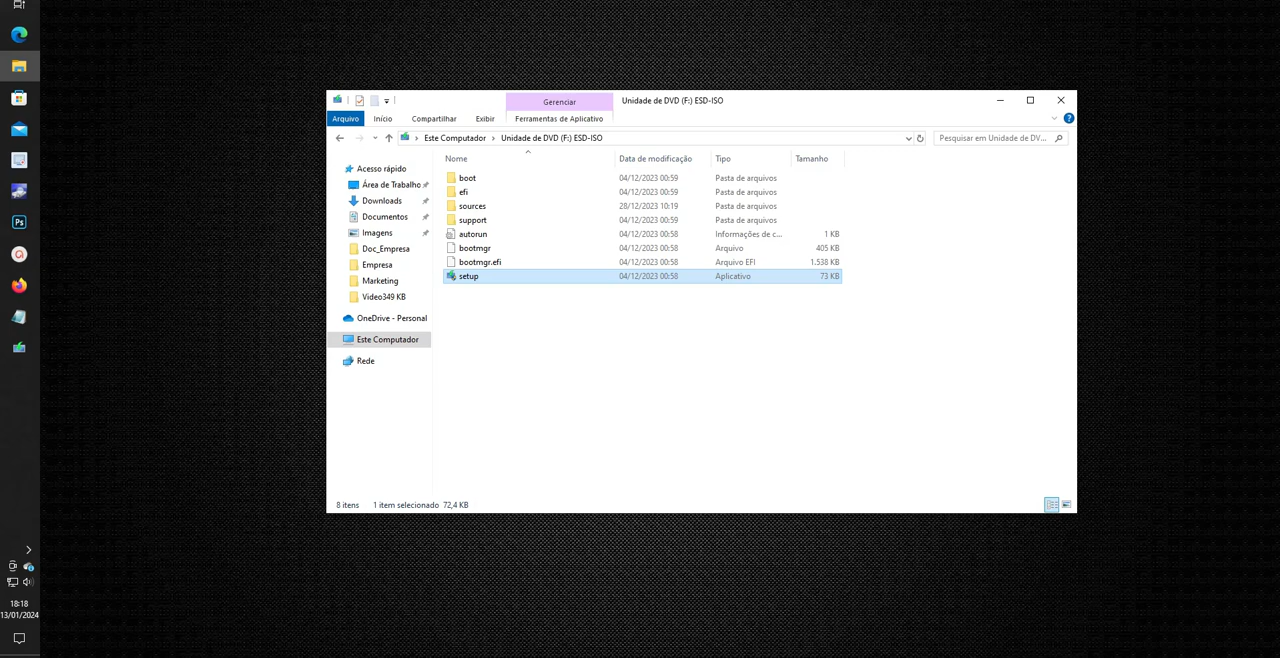 Gerenciar
Unidade de DVD (F:) ESD-ISO
Arquivo Início Compartilhar Exibir Ferramentas de Aplicativo
Este Computador > Unidade de DVD (F:) ESD-ISO
Pesquisar em Unidade de DV...
Nome Data de modificação Tipo Tamanho
Acesso rápido
Área de Trabalho
Downloads
Documentos
Imagens
Doc_Empresa
Empresa
Marketing
Video349 KB
OneDrive - Personal
Este Computador
Rede
boot 04/12/2023 00:59 Pasta de arquivos
efi 04/12/2023 00:59 Pasta de arquivos
sources 28/12/2023 10:19 Pasta de arquivos
support 04/12/2023 00:59 Pasta de arquivos
autorun 04/12/2023 00:58 Informações de c... 1 KB
bootmgr 04/12/2023 00:58 Arquivo 405 KB
bootmgr.efi 04/12/2023 00:58 Arquivo EFI 1.538 KB
setup 04/12/2023 00:58 Aplicativo 73 KB
8 itens 1 item selecionado 72,4 KB
Ps
18:18
13/01/2024